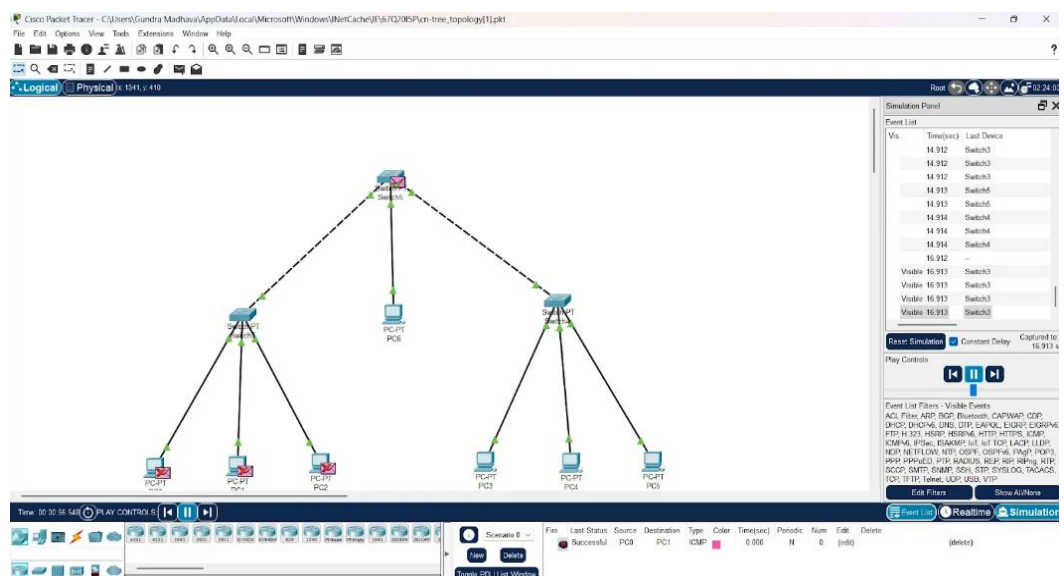 Cisco Packet Tracer - C:\Users\Gundra Madhava\AppData\Local\Microsoft\Windows\INetCache\IE\67Q20I5P\cn-tree_topology[1].pkt
File Edit Options View Tools Extensions Window Help
?
Logical Physical x: 1341, y: 410
Root
02:24:00
Simulation Panel
Event List
Vis. Time(sec) Last Device
14.912 Switch3
14.912 Switch3
14.912 Switch3
14.913 Switch5
14.913 Switch5
14.914 Switch4
14.914 Switch4
14.914 Switch4
16.912 --
Visible 16.913 Switch3
Visible 16.913 Switch3
Visible 16.913 Switch3
Visible 16.913 Switch3
Reset Simulation Constant Delay Captured to: 16.913 s
Play Controls
Event List Filters - Visible Events
ACL Filter, ARP, BGP, Bluetooth, CAPWAP, CDP,
DHCP, DHCPv6, DNS, DTP, EAPOL, EIGRP, EIGRPv6,
FTP, H.323, HSRP, HSRPv6, HTTP, HTTPS, ICMP,
ICMPv6, IPSec, ISAKMP, IoT, IoT TCP, LACP, LLDP,
NDP, NETFLOW, NTP, OSPF, OSPFv6, PAgP, POP3,
PPP, PPPoED, PTP, RADIUS, REP, RIP, RIPng, RTP,
SCCP, SMTP, SNMP, SSH, STP, SYSLOG, TACACS,
TCP, TFTP, Telnet, UDP, USB, VTP
Edit Filters Show All/None
Event List Realtime Simulation
Switch5
PC-PT
PC6
PC-PT
PC-PT
PC1
PC-PT
PC2
PC-PT
PC3
PC-PT
PC4
PC-PT
PC5
Time: 00:00:56.548 PLAY CONTROLS:
Scenario 0
New Delete
Toggle PDU List Window
Fire Last Status Source Destination Type Color Time(sec) Periodic Num Edit Delete
Successful PC0 PC1 ICMP 0.000 N 0 (edit) (delete)